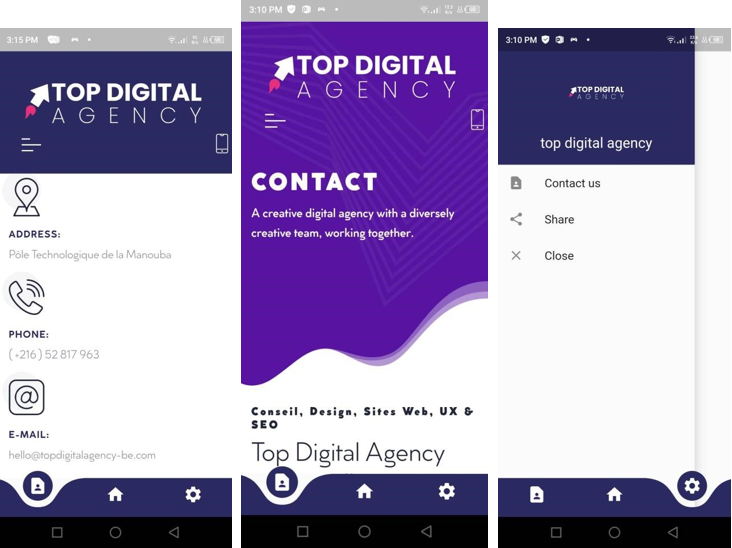 3:15 PM
TOP DIGITAL
AGENCY
ADDRESS:
Pôle Technologique de la Manouba
PHONE:
(+216) 52 817 963
@
E-MAIL:
hello@topdigitalagency-be.com
3:10 PM
TOP DIGITAL
AGENCY
CONTACT
A creative digital agency with a diversely
creative team, working together.
Conseil, Design, Sites Web, UX &
SEO
Top Digital Agency
3:10 PM
TOP DIGITAL
AGENCY
top digital agency
Contact us
Share
Close